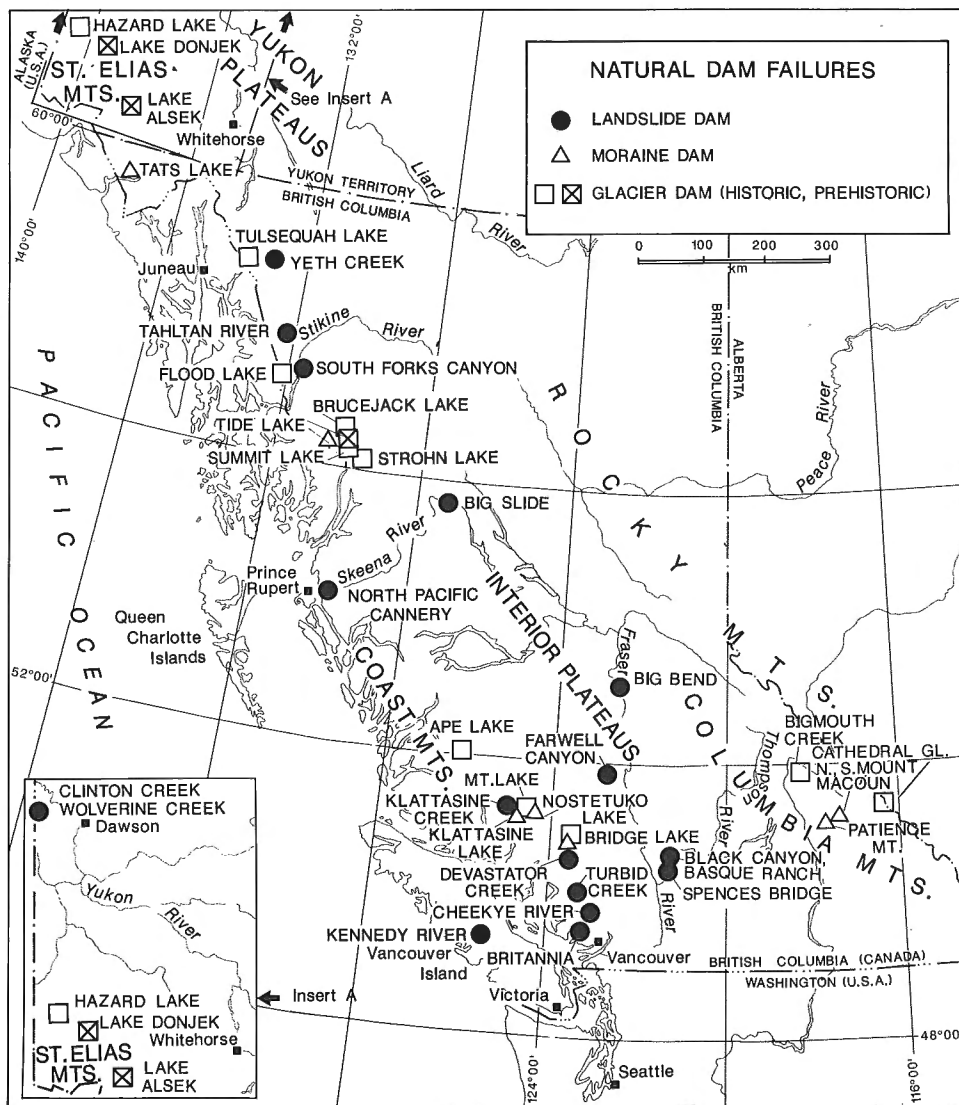 HAZARD LAKE
LAKE DONJEK
ST. ELIAS
MTS.
LAKE
ALSEK
ALASKA
(U.S.A.)
60°00'
YUKON
PLATEAUS
132°00'
See Insert A
Whitehorse
TATS LAKE
YUKON TERRITORY
BRITISH COLUMBIA
Liard
River
NATURAL DAM FAILURES
LANDSLIDE DAM
MORAINE DAM
GLACIER DAM (HISTORIC, PREHISTORIC)
0 100 200 300
km
140°00'
TULSEQUAH LAKE
YETH CREEK
Juneau
TAHLTAN RIVER
Stikine
River
FLOOD LAKE
SOUTH FORKS CANYON
BRUCEJACK LAKE
TIDE LAKE
SUMMIT LAKE
STROHN LAKE
ALBERTA
BRITISH COLUMBIA
Peace River
PACIFIC
OCEAN
ROCKY
MTS.
BIG SLIDE
Skeena
River
Prince
Rupert
NORTH PACIFIC
CANNERY
Queen
Charlotte
Islands
52°00'
INTERIOR PLATEAUS
COAST MTS.
Fraser
BIG BEND
COLUMBIA MTS.
BIGMOUTH
CREEK
CATHEDRAL GL.
N., S. MOUNT
MACOUN
PATIENCE
MT.
Thompson
River
APE LAKE
FARWELL
CANYON
MT. LAKE
KLATTASINE
CREEK
NOSTETUKO
LAKE
KLATTASINE
LAKE
BRIDGE LAKE
BLACK CANYON,
BASQUE RANCH
SPENCES BRIDGE
DEVASTATOR
CREEK
TURBID
CREEK
CHEEKYE RIVER
River
KENNEDY RIVER
Vancouver
Island
BRITANNIA
Vancouver
BRITISH COLUMBIA (CANADA)
WASHINGTON (U.S.A.)
Victoria
124°00'
Seattle
48°00'
116°00'
CLINTON CREEK
WOLVERINE CREEK
Dawson
Yukon
River
Insert A
HAZARD LAKE
LAKE DONJEK
Whitehorse
ST. ELIAS
MTS.
LAKE
ALSEK